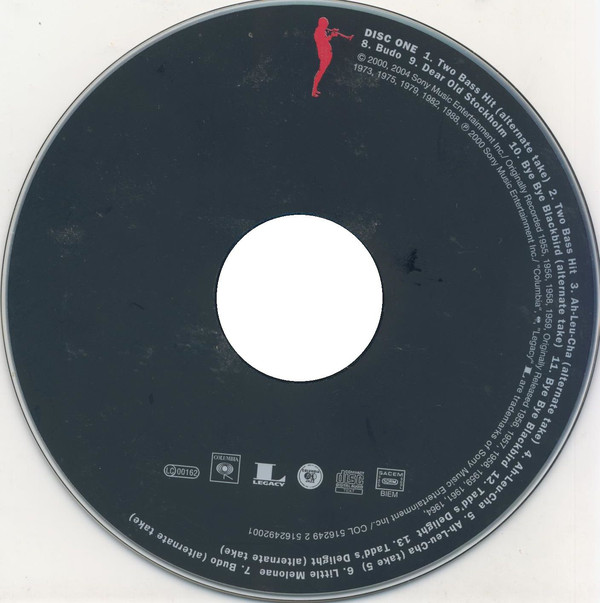 DISC ONE 1. Two Bass Hit (alternate take) 2. Two Bass Hit 3. Ah-Leu-Cha (alternate take) 4. Ah-Leu-Cha 5. Ah-Leu-Cha (take 5) 6. Little Melonae 7. Budo (alternate take)
8. Budo 9. Dear Old Stockholm 10. Bye Bye Blackbird (alternate take) 11. Bye Bye Blackbird 12. Tadd's Delight 13. Tadd's Delight (alternate take)
© 2000, 2004 Sony Music Entertainment Inc./ Originally Recorded 1955, 1956, 1958, 1959, Originally Released 1956, 1957, 1958, 1959, 1961, 1964,
1973, 1975, 1979, 1982, 1988, ℗ 2000 Sony Music Entertainment Inc./ "Columbia", , "Legacy" L, are trademarks of Sony Music Entertainment Inc./ COL 516249 2 5162492001
LC 00162
COLUMBIA
L LEGACY
COMPACT disc DIGITAL AUDIO TEXT
SACEM
BIEM